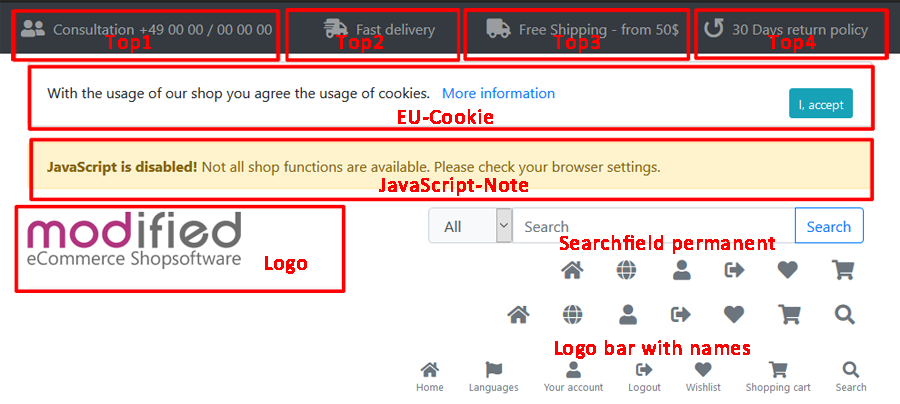 Consultation +49 00 00 / 00 00 00
Top1
Fast delivery
Top2
Free Shipping - from 50$
Top3
30 Days return policy
Top4
With the usage of our shop you agree the usage of cookies. More information
I, accept
EU-Cookie
JavaScript is disabled! Not all shop functions are available. Please check your browser settings.
JavaScript-Note
modified
eCommerce Shopsoftware
Logo
All Search Search
Searchfield permanent
Logo bar with names
Home Languages Your account Logout Wishlist Shopping cart Search